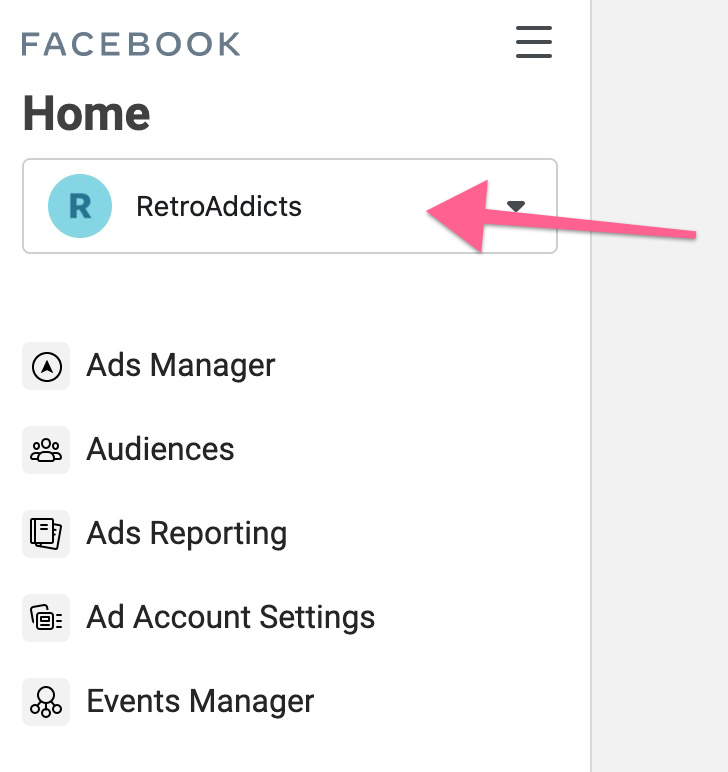 FACEBOOK
Home
R RetroAddicts
Ads Manager
Audiences
Ads Reporting
Ad Account Settings
Events Manager